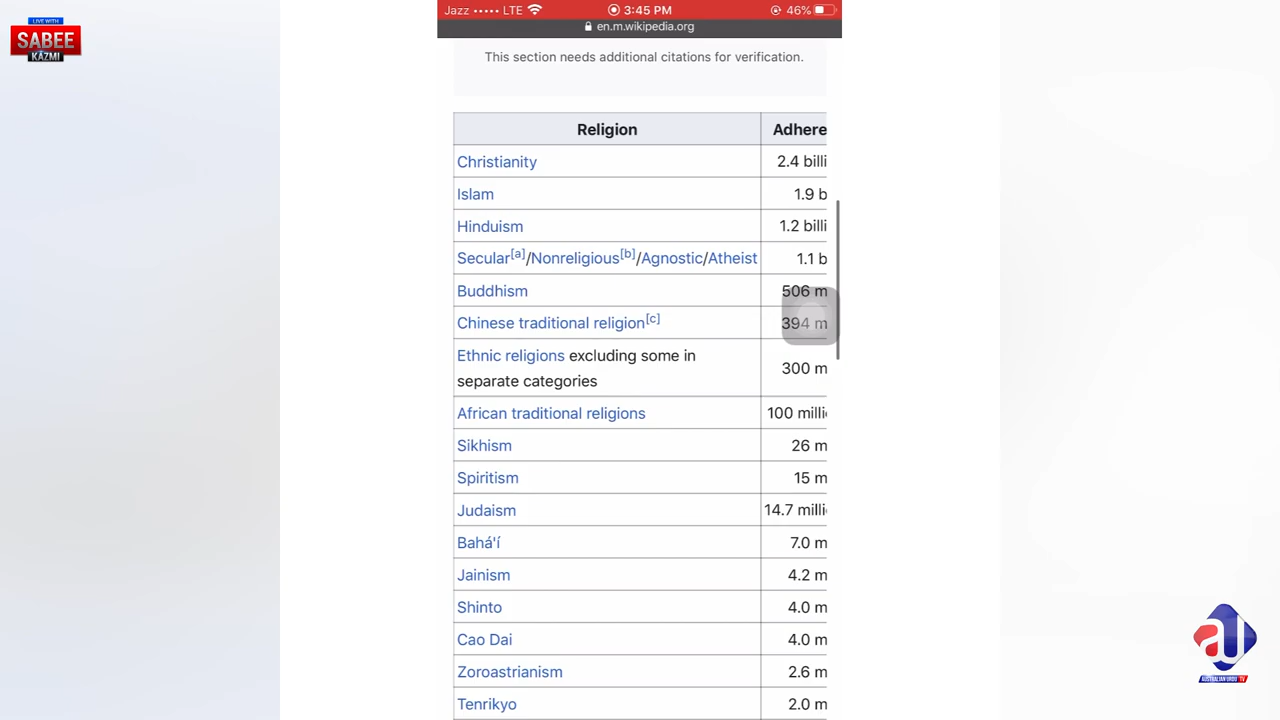 LIVE WITH
SABEE
KAZMI
Jazz ••••• LTE 3:45 PM 46%
en.m.wikipedia.org
This section needs additional citations for verification.
Religion Adhere
Christianity 2.4 billi
Islam 1.9 b
Hinduism 1.2 billi
Secular[a]/Nonreligious[b]/Agnostic/Atheist 1.1 b
Buddhism 506 m
Chinese traditional religion[c] 394 m
Ethnic religions excluding some in
separate categories 300 m
African traditional religions 100 milli
Sikhism 26 m
Spiritism 15 m
Judaism 14.7 milli
Bahá'í 7.0 m
Jainism 4.2 m
Shinto 4.0 m
Cao Dai 4.0 m
Zoroastrianism 2.6 m
Tenrikyo 2.0 m
AU
AUSTRALIAN URDU TV